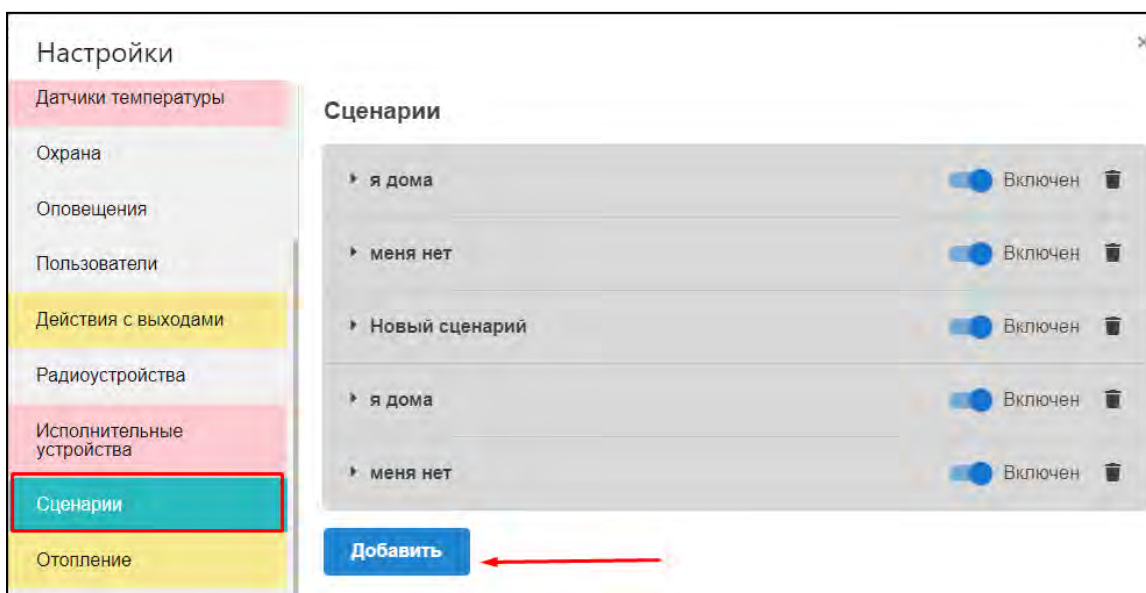 Настройки
Датчики температуры
Охрана
Оповещения
Пользователи
Действия с выходами
Радиоустройства
Исполнительные
устройства
Сценарии
Отопление
Сценарии
я дома Включен
меня нет Включен
Новый сценарий Включен
я дома Включен
меня нет Включен
Добавить